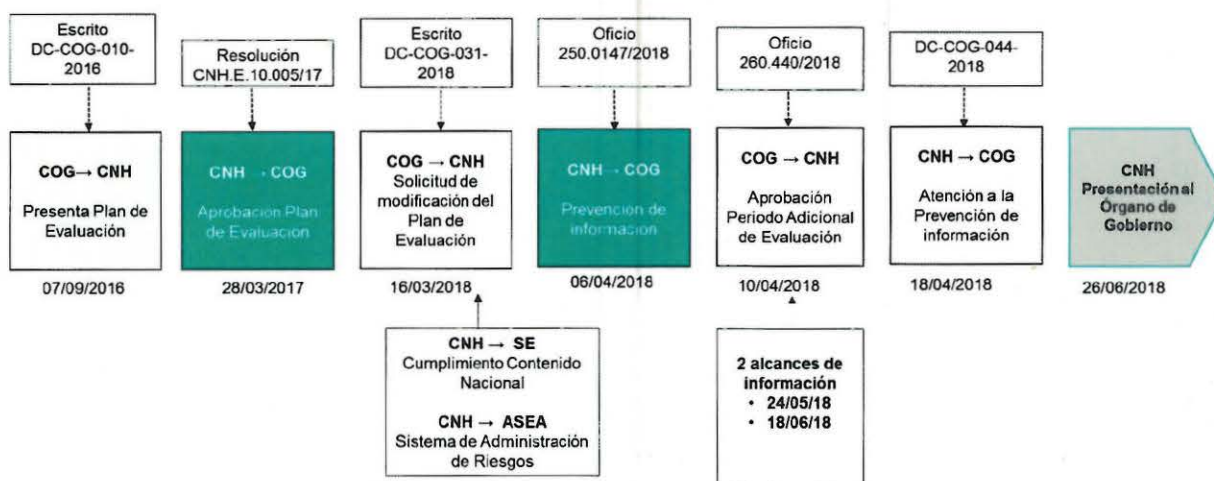 Escrito
DC-COG-010-
2016
Resolución
CNH.E.10.005/17
Escrito
DC-COG-031-
2018
Oficio
250.0147/2018
Oficio
260.440/2018
DC-COG-044-
2018
COG→ CNH
Presenta Plan de
Evaluación
07/09/2016
CNH → COG
Aprobación Plan
de Evaluación
28/03/2017
COG → CNH
Solicitud de
modificación del
Plan de
Evaluación
16/03/2018
CNH → COG
Prevención de
información
06/04/2018
COG → CNH
Aprobación
Periodo Adicional
de Evaluación
10/04/2018
CNH → COG
Atención a la
Prevención de
información
18/04/2018
CNH
Presentación al
Órgano de
Gobierno
26/06/2018
CNH → SE
Cumplimiento Contenido
Nacional
CNH → ASEA
Sistema de Administración
de Riesgos
2 alcances de
información
• 24/05/18
• 18/06/18